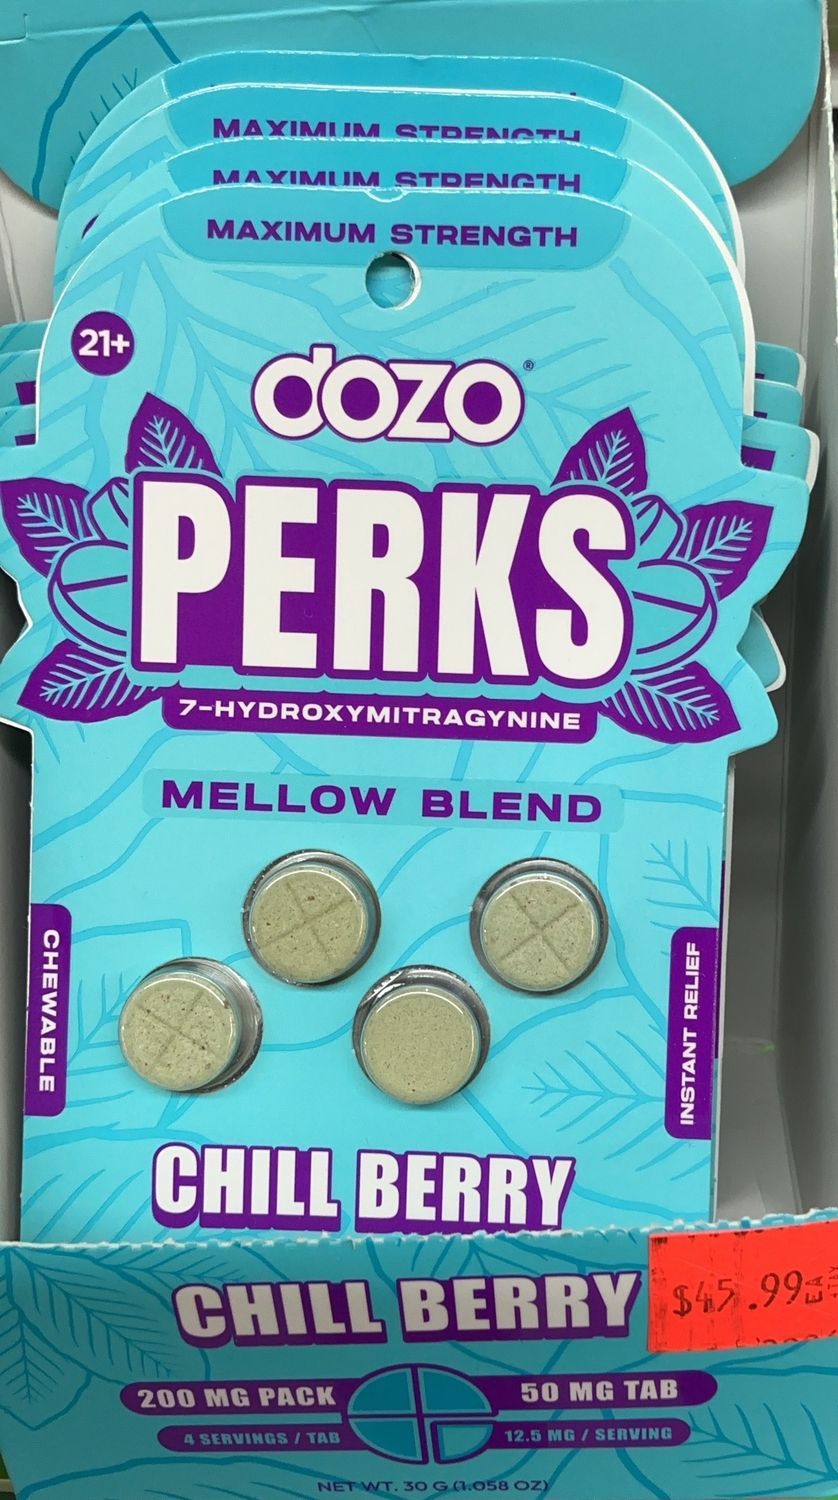 MAXIMUM STRENGTH
MAXIMUM STRENGTH
MAXIMUM STRENGTH
21+
dozo®
PERKS
7-HYDROXYMITRAGYNINE
MELLOW BLEND
CHEWABLE
INSTANT RELIEF
CHILL BERRY
CHILL BERRY
$45.99 EA
200 MG PACK
50 MG TAB
4 SERVINGS / TAB
12.5 MG / SERVING
NET WT. 30 G (1.058 OZ)